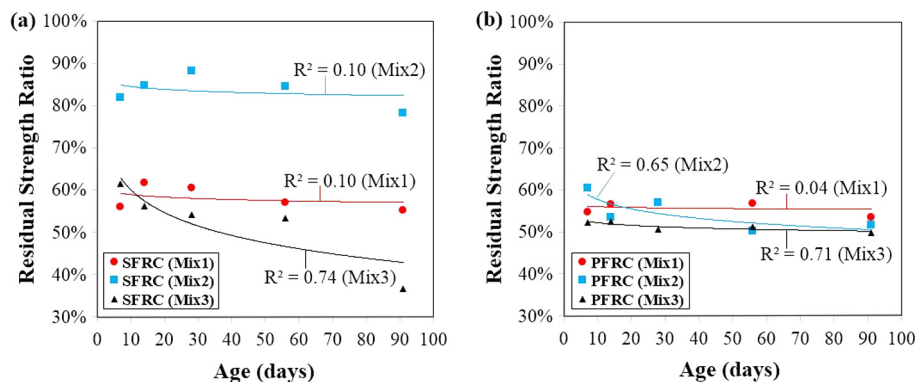 (a)
Residual Strength Ratio
100%
90%
80%
70%
60%
50%
40%
30%
R² = 0.10 (Mix2)
R² = 0.10 (Mix1)
R² = 0.74 (Mix3)
SFRC (Mix1)
SFRC (Mix2)
SFRC (Mix3)
0 10 20 30 40 50 60 70 80 90 100
Age (days)
(b)
Residual Strength Ratio
100%
90%
80%
70%
60%
50%
40%
30%
R² = 0.65 (Mix2)
R² = 0.04 (Mix1)
R² = 0.71 (Mix3)
PFRC (Mix1)
PFRC (Mix2)
PFRC (Mix3)
0 10 20 30 40 50 60 70 80 90 100
Age (days)